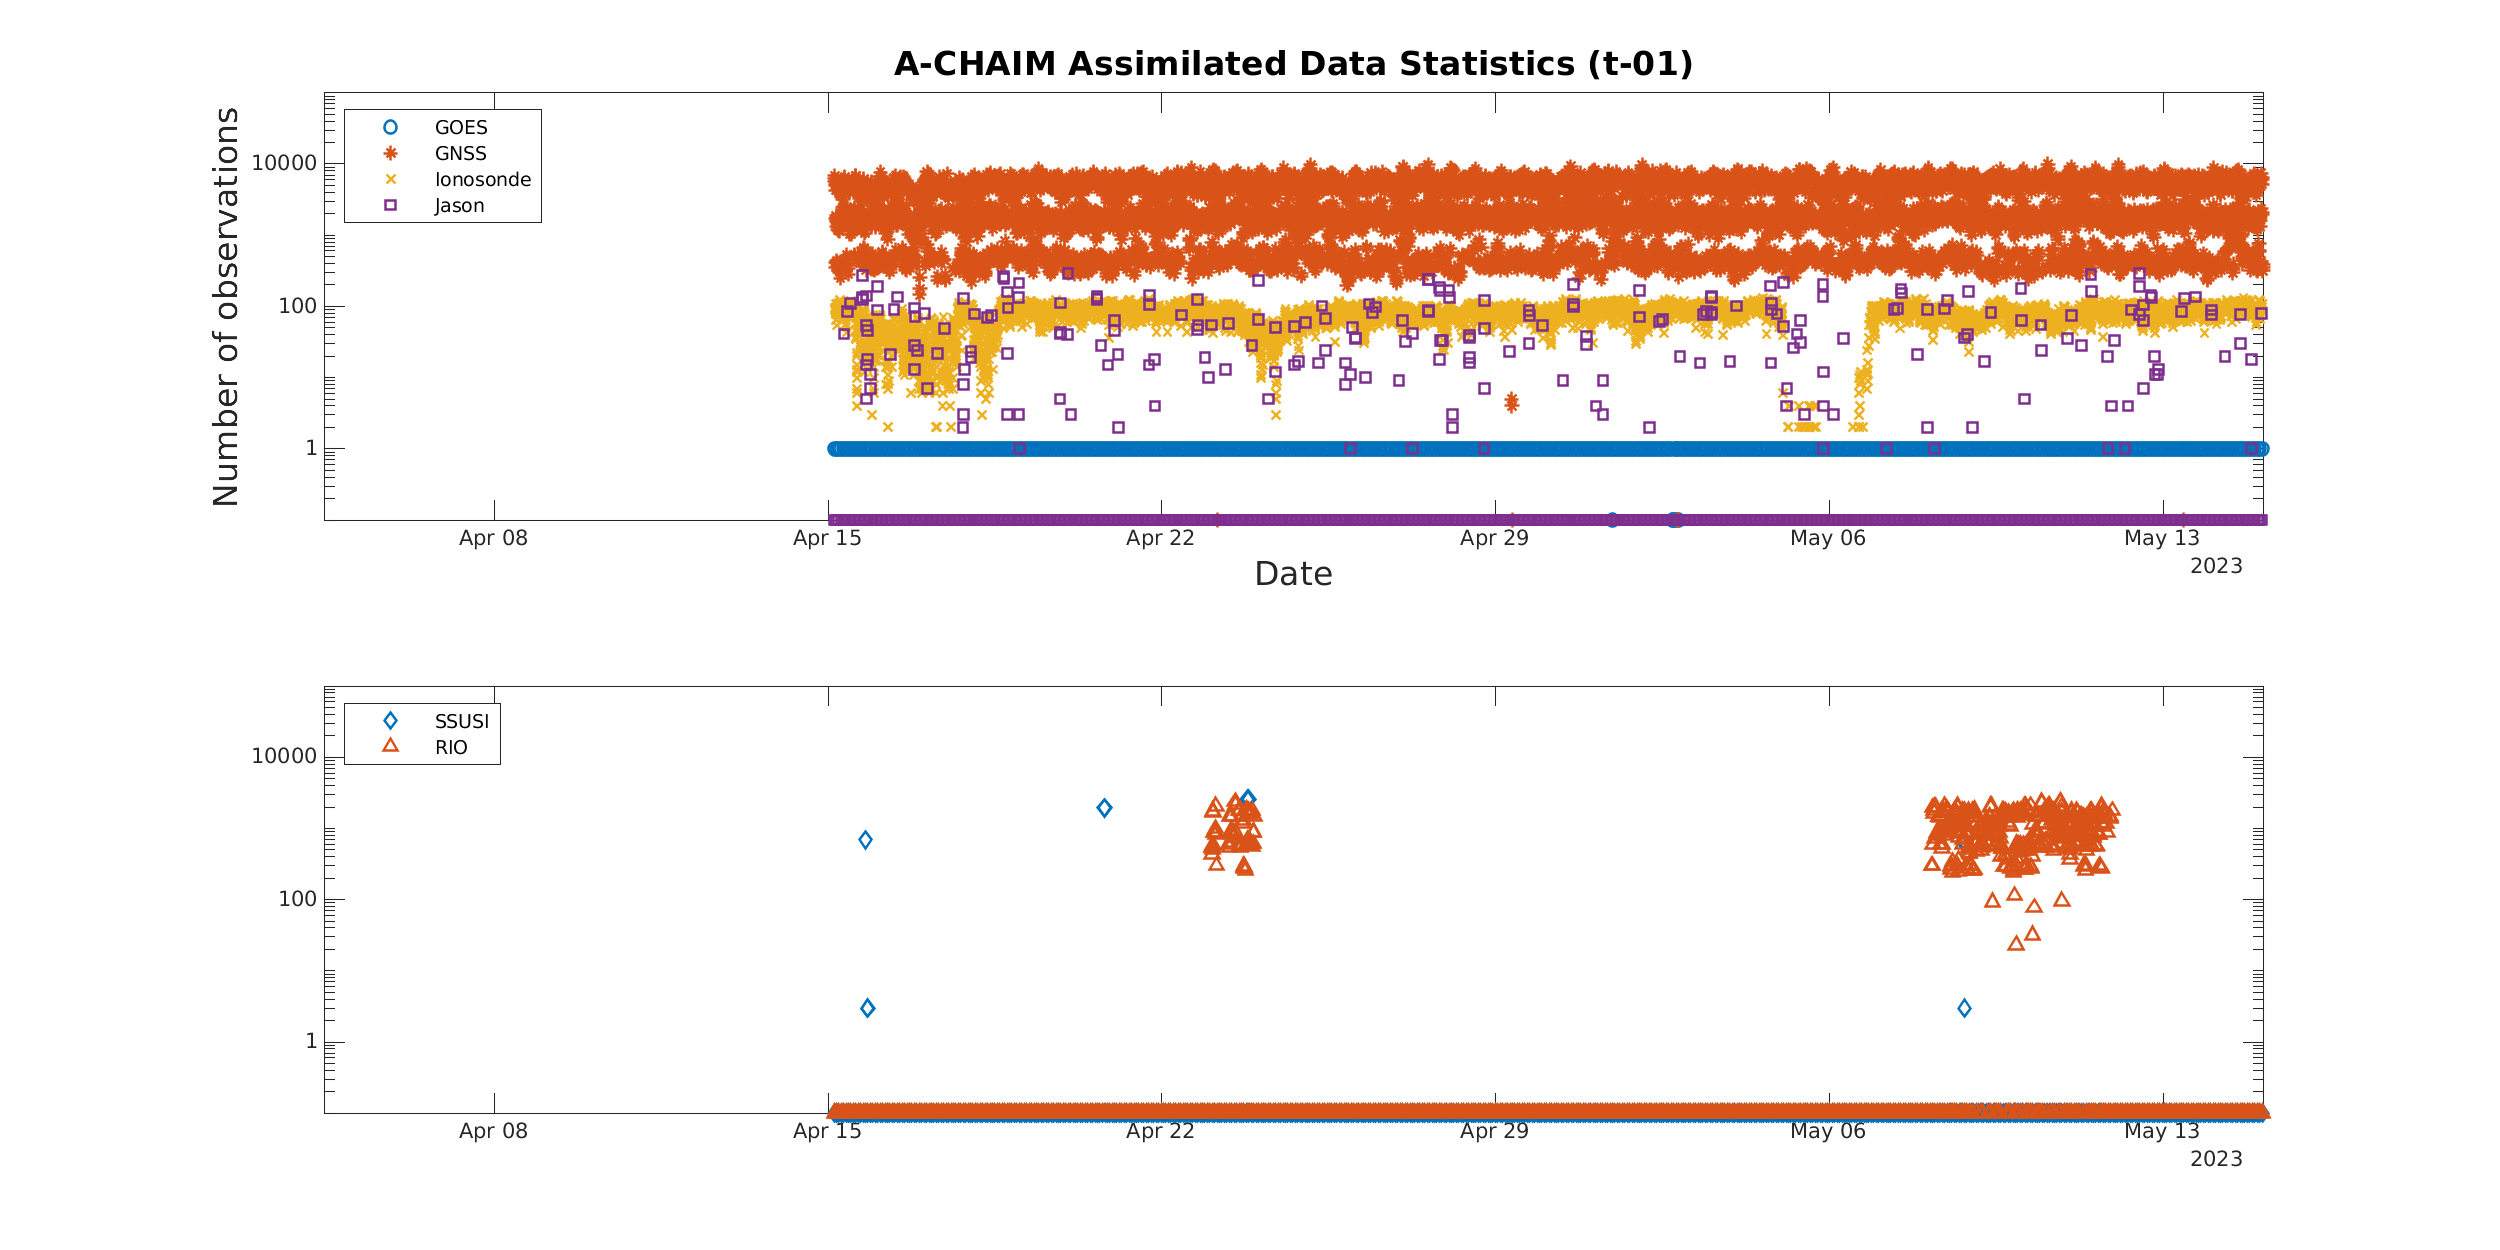 A-CHAIM Assimilated Data Statistics (t-01)
Number of observations
10000
100
1
GOES
GNSS
Ionosonde
Jason
Apr 08
Apr 15
Apr 22
Apr 29
May 06
May 13
2023
Date
10000
100
1
SSUSI
RIO
Apr 08
Apr 15
Apr 22
Apr 29
May 06
May 13
2023